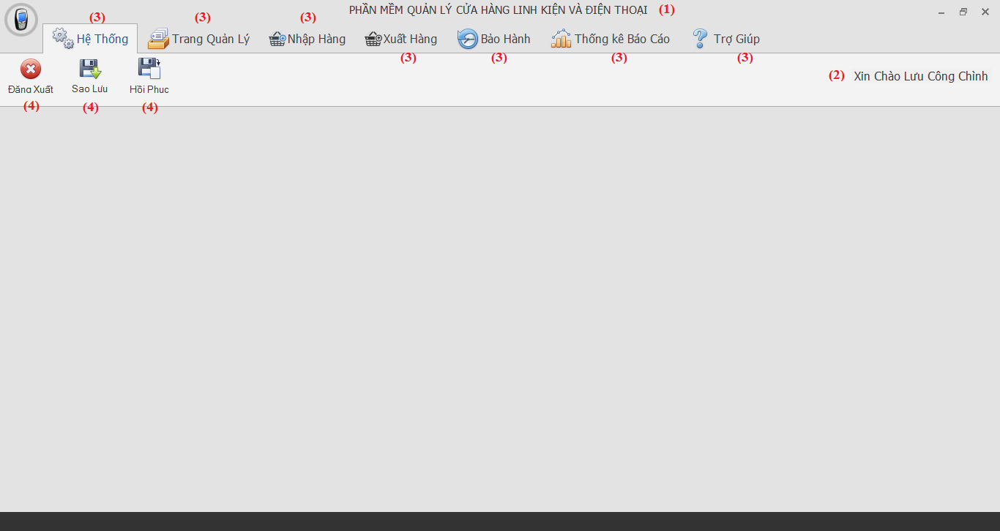 PHẦN MỀM QUẢN LÝ CỬA HÀNG LINH KIỆN VÀ ĐIỆN THOẠI (1)
(3) (3) (3)
Hệ Thống Trang Quản Lý Nhập Hàng Xuất Hàng Bảo Hành Thống kê Báo Cáo Trợ Giúp
(3) (3) (3) (3)
(2) Xin Chào Lưu Công Chỉnh
Đăng Xuất Sao Lưu Hồi Phục
(4) (4) (4)